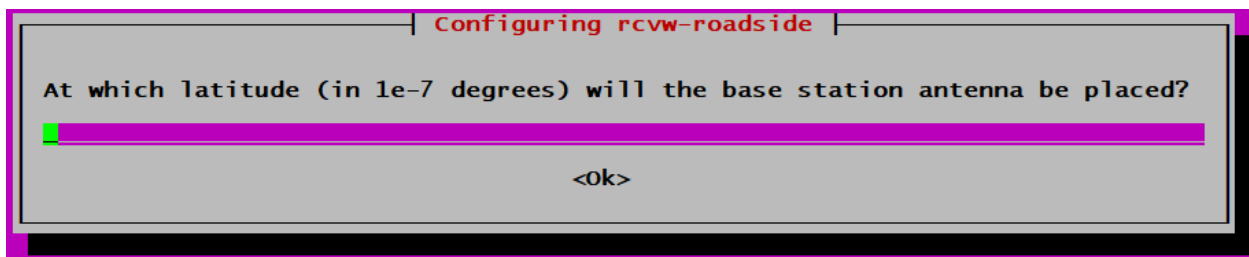 Configuring rcvw-roadside
At which latitude (in 1e-7 degrees) will the base station antenna be placed?
<Ok>